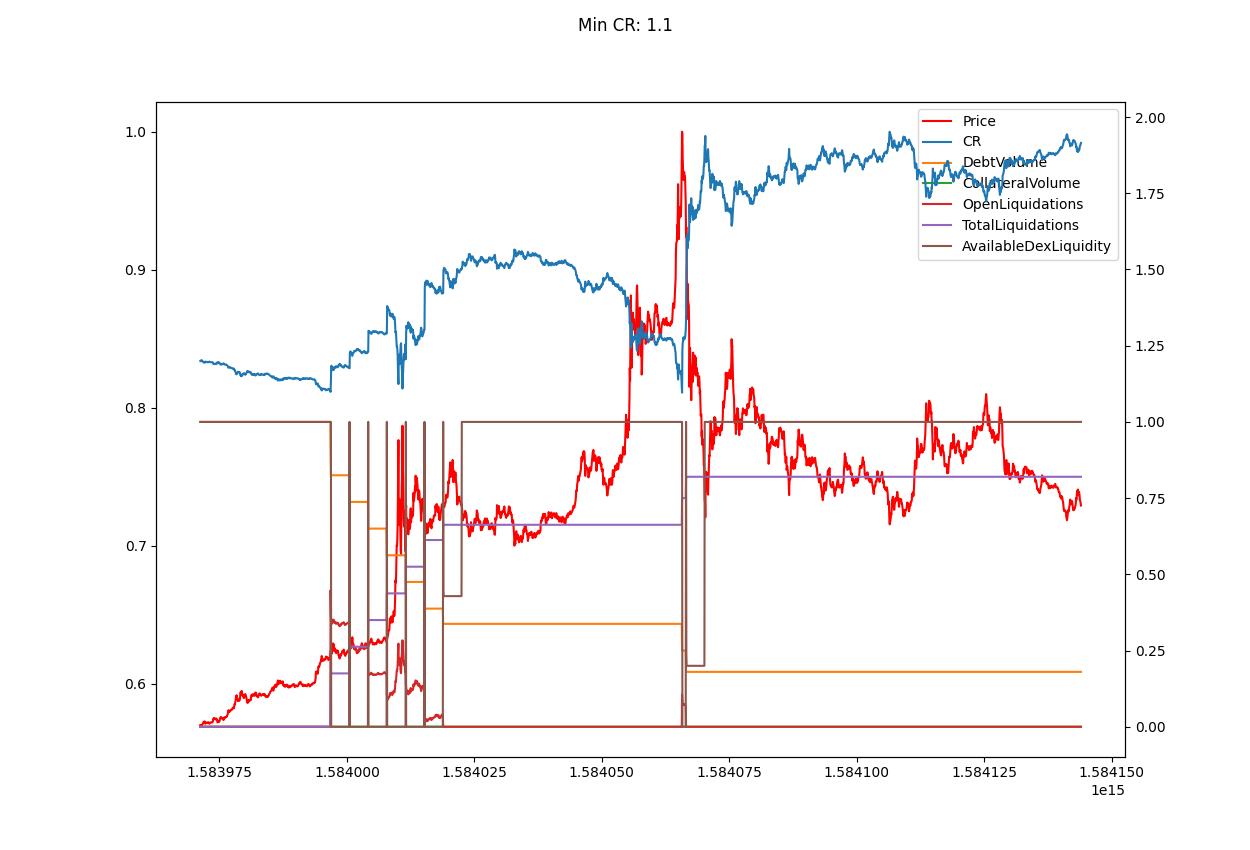 Min CR: 1.1
1.0
0.9
0.8
0.7
0.6
2.00
1.75
1.50
1.25
1.00
0.75
0.50
0.25
0.00
Price
CR
DebtVolume
CollateralVolume
OpenLiquidations
TotalLiquidations
AvailableDexLiquidity
1.583975 1.584000 1.584025 1.584050 1.584075 1.584100 1.584125 1.584150
1e15